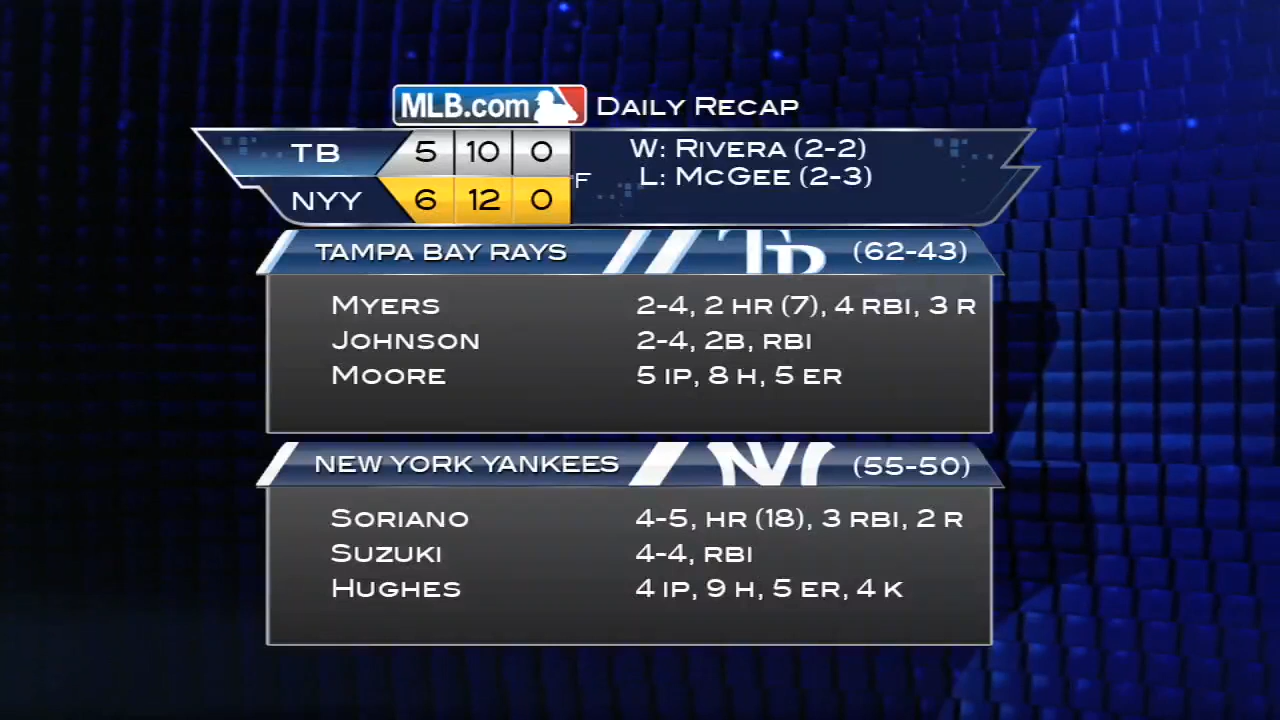 MLB.com DAILY RECAP
TB 5 10 0
NYY 6 12 0
F
W: RIVERA (2-2)
L: MCGEE (2-3)
TAMPA BAY RAYS TB (62-43)
MYERS 2-4, 2 HR (7), 4 RBI, 3 R
JOHNSON 2-4, 2B, RBI
MOORE 5 IP, 8 H, 5 ER
NEW YORK YANKEES NY (55-50)
SORIANO 4-5, HR (18), 3 RBI, 2 R
SUZUKI 4-4, RBI
HUGHES 4 IP, 9 H, 5 ER, 4 K